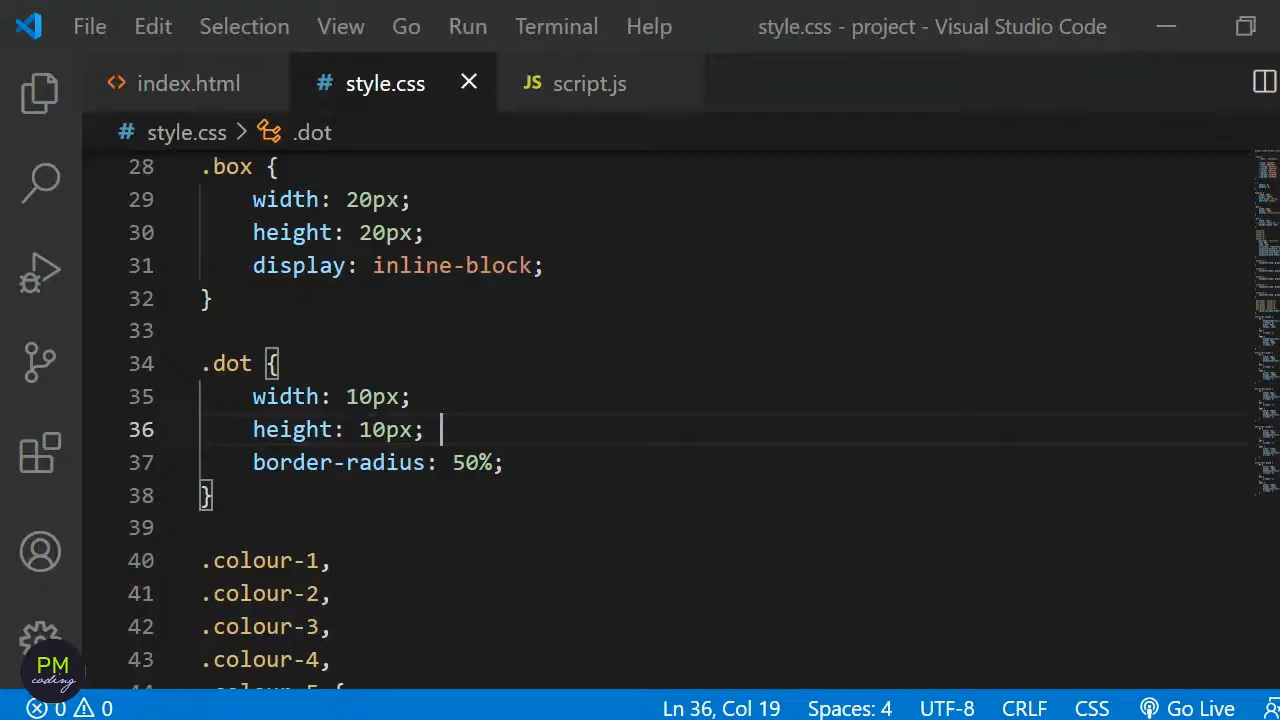 File Edit Selection View Go Run Terminal Help style.css - project - Visual Studio Code
<> index.html # style.css JS script.js
# style.css > .dot
28 .box {
29 width: 20px;
30 height: 20px;
31 display: inline-block;
32 }
33
34 .dot {
35 width: 10px;
36 height: 10px;
37 border-radius: 50%;
38 }
39
40 .colour-1,
41 .colour-2,
42 .colour-3,
43 .colour-4,
44 .colour-5 {
PM
coding
0 0 Ln 36, Col 19 Spaces: 4 UTF-8 CRLF CSS Go Live